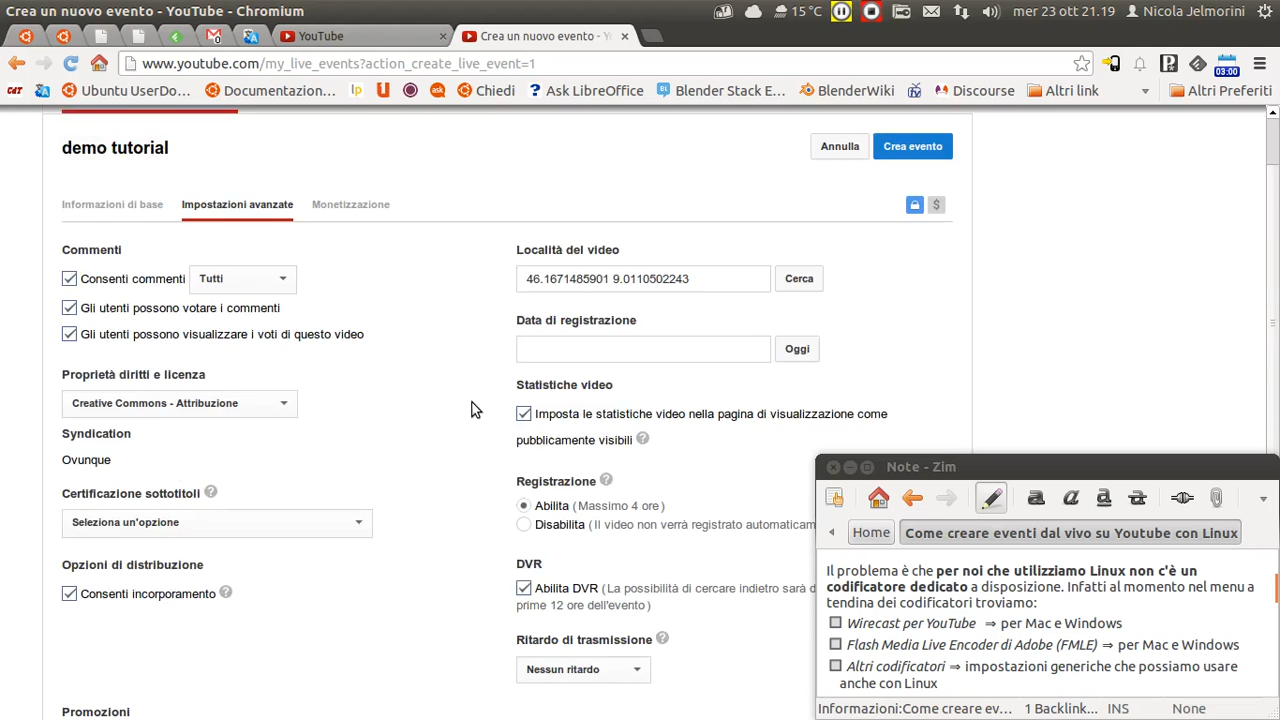 Crea un nuovo evento - YouTube - Chromium
15 °C
mer 23 ott 21.19
Nicola Jelmorini
YouTube
Crea un nuovo evento - Y
www.youtube.com/my_live_events?action_create_live_event=1
03:00
CdT
Ubuntu UserDo...
Documentazion...
lp
ask
Chiedi
Ask LibreOffice
Blender Stack E...
BlenderWiki
Discourse
Altri link
Altri Preferiti
demo tutorial
Annulla
Crea evento
Informazioni di base
Impostazioni avanzate
Monetizzazione
$
Commenti
Consenti commenti
Tutti
Gli utenti possono votare i commenti
Gli utenti possono visualizzare i voti di questo video
Proprietà diritti e licenza
Creative Commons - Attribuzione
Syndication
Ovunque
Certificazione sottotitoli ?
Seleziona un'opzione
Opzioni di distribuzione
Consenti incorporamento ?
Promozioni
Località del video
46.1671485901 9.0110502243
Cerca
Data di registrazione
Oggi
Statistiche video
Imposta le statistiche video nella pagina di visualizzazione come
pubblicamente visibili ?
Registrazione ?
Abilita (Massimo 4 ore)
Disabilita (Il video non verrà registrato automaticam
DVR
Abilita DVR (La possibilità di cercare indietro sarà d
prime 12 ore dell'evento)
Ritardo di trasmissione ?
Nessun ritardo
Note - Zim
Home
Come creare eventi dal vivo su Youtube con Linux
Il problema è che per noi che utilizziamo Linux non c'è un
codificatore dedicato a disposizione. Infatti al momento nel menu a
tendina dei codificatori troviamo:
Wirecast per YouTube ⇒ per Mac e Windows
Flash Media Live Encoder di Adobe (FMLE) ⇒ per Mac e Windows
Altri codificatori ⇒ impostazioni generiche che possiamo usare
anche con Linux
Informazioni:Come creare ev...
1 Backlink...
INS
None